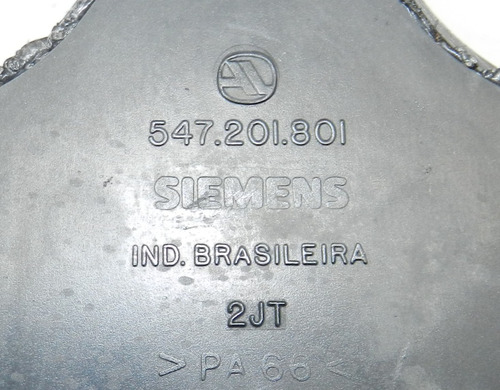 547.201.801
SIEMENS
IND. BRASILEIRA
2JT
>PA 66<